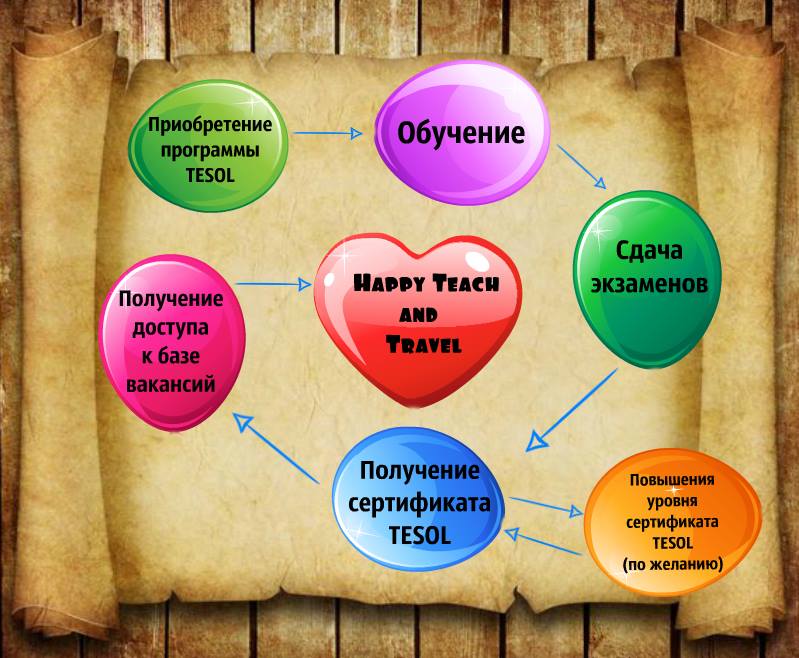 Приобретение
программы
TESOL
Обучение
Сдача
экзаменов
Получение
сертификата
TESOL
Повышения
уровня
сертификата
TESOL
(по желанию)
Получение
доступа
к базе
вакансий
Happy Teach
and
Travel